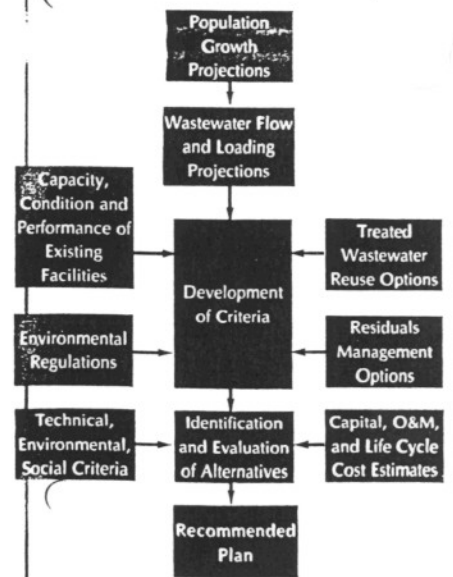 Population
Growth
Projections
Wastewater Flow
and Loading
Projections
Capacity,
Condition and
Performance of
Existing
Facilities
Treated
Wastewater
Reuse Options
Development
of Criteria
Environmental
Regulations
Residuals
Management
Options
Technical,
Environmental,
Social Criteria
Identification
and Evaluation
of Alternatives
Capital, O&M,
and Life Cycle
Cost Estimates
Recommended
Plan